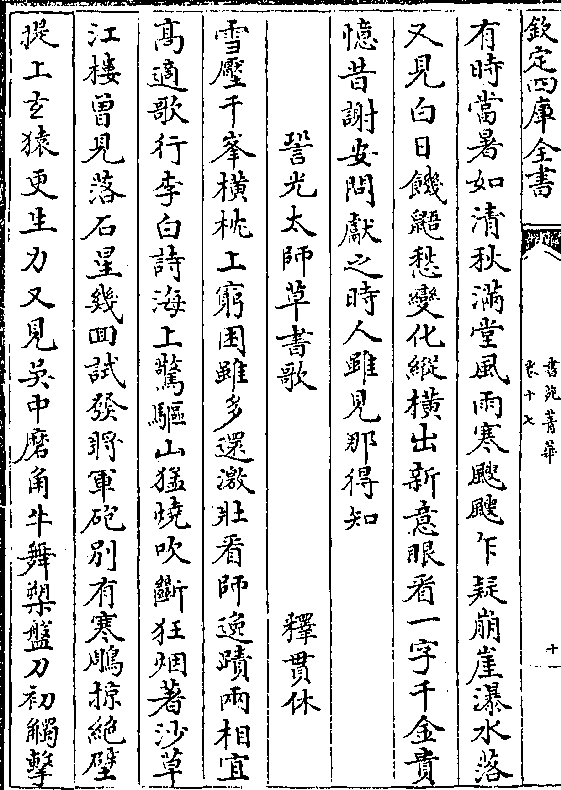 欽定四庫全書
書苑菁華
卷十七
十一
有時當暑如清秋滿堂風雨寒颼颼乍疑崩崖瀑水落
又見白日饑鼯愁變化縱橫出新意眼看一字千金貴
憶昔謝安問獻之時人雖見那得知
䛒光太師草書歌　釋貫休
雪壓千峯橫枕上窮困雖多還激壯看師逸蹟兩相宜
髙適歌行李白詩海上驚驅山猛燒吹斷狂烟著沙草
江樓曾見落石星幾回試發將軍砲別有寒鵰掠絶壁
提上玄猿更生力又見吳中磨角牛舞槊盤刀初觸擊